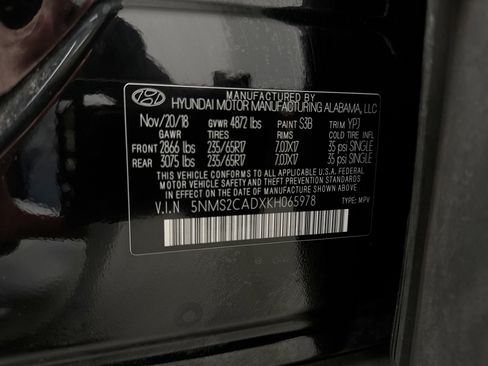 MANUFACTURED BY
HYUNDAI MOTOR MANUFACTURING ALABAMA, LLC
Nov/20/18 GVWR 4872 lbs PAINT S3B TRIM YPJ
GAWR TIRES RIMS COLD TIRE INFL
FRONT 2866 lbs 235/65R17 7.0JX17 35 psi SINGLE
REAR 3075 lbs 235/65R17 7.0JX17 35 psi SINGLE
THIS VEHICLE CONFORMS TO ALL APPLICABLE U.S.A. FEDERAL
MOTOR VEHICLE SAFETY AND THEFT PREVENTION STANDARDS
IN EFFECT ON THE DATE OF MANUFACTURE SHOWN ABOVE.
V.I.N 5NMS2CADXKH065978 TYPE: MPV